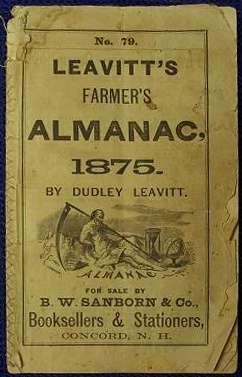 No. 79.
LEAVITT'S
FARMER'S
ALMANAC,
1875.
BY DUDLEY LEAVITT.
ALMANAC
FOR SALE BY
B. W. SANBORN & Co.,
Booksellers & Stationers,
CONCORD, N. H.